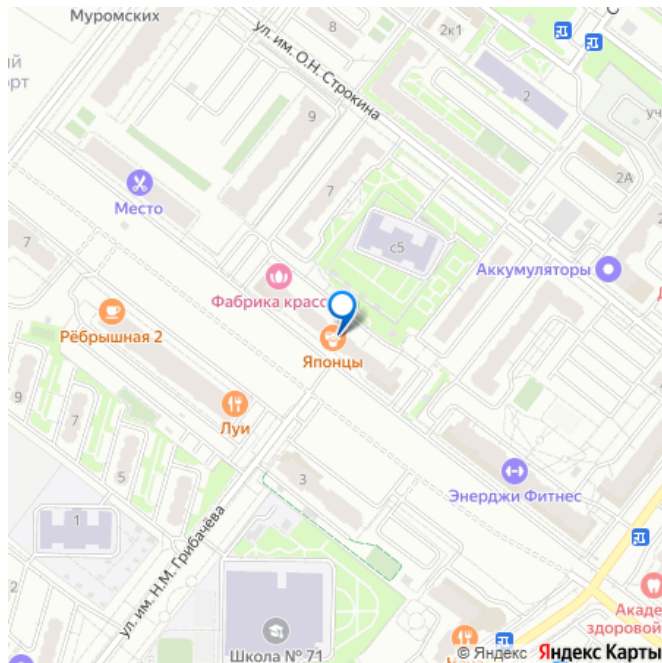 Муромских
8
2к1
ул. им. О.Н. Строкина
2
9
2А
Место
7
с5
7
Аккумуляторы
Фабрика крас
Рёбрышная 2
Японцы
9
7
Луи
5
3
Энерджи Фитнес
1
ул. им. Н.М. Грибачёва
2
Акаде
здоровой
Школа № 71
© Яндекс Яндекс Карты